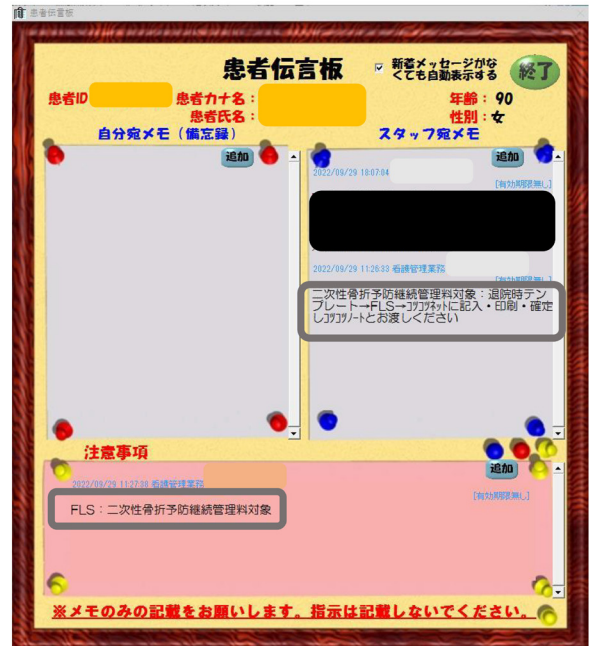 患者伝言板
患者伝言板
新着メッセージがな
くても自動表示する
終了
患者ID
患者カナ名：
患者氏名：
年齢：90
性別：女
自分宛メモ（備忘録）
スタッフ宛メモ
追加
追加
2022/09/29 18:07:04
[有効期限無し]
2022/09/29 11:26:33 看護管理業務
[有効期限無し]
二次性骨折予防継続管理料対象：退院時テン
プレート→FLS→ｺﾂｺﾂﾈｯﾄに記入・印刷・確定
しｺﾂｺﾂﾉｰﾄとお渡しください
注意事項
追加
2022/09/29 11:27:38 看護管理業務
[有効期限無し]
FLS：二次性骨折予防継続管理料対象
※メモのみの記載をお願いします。指示は記載しないでください。